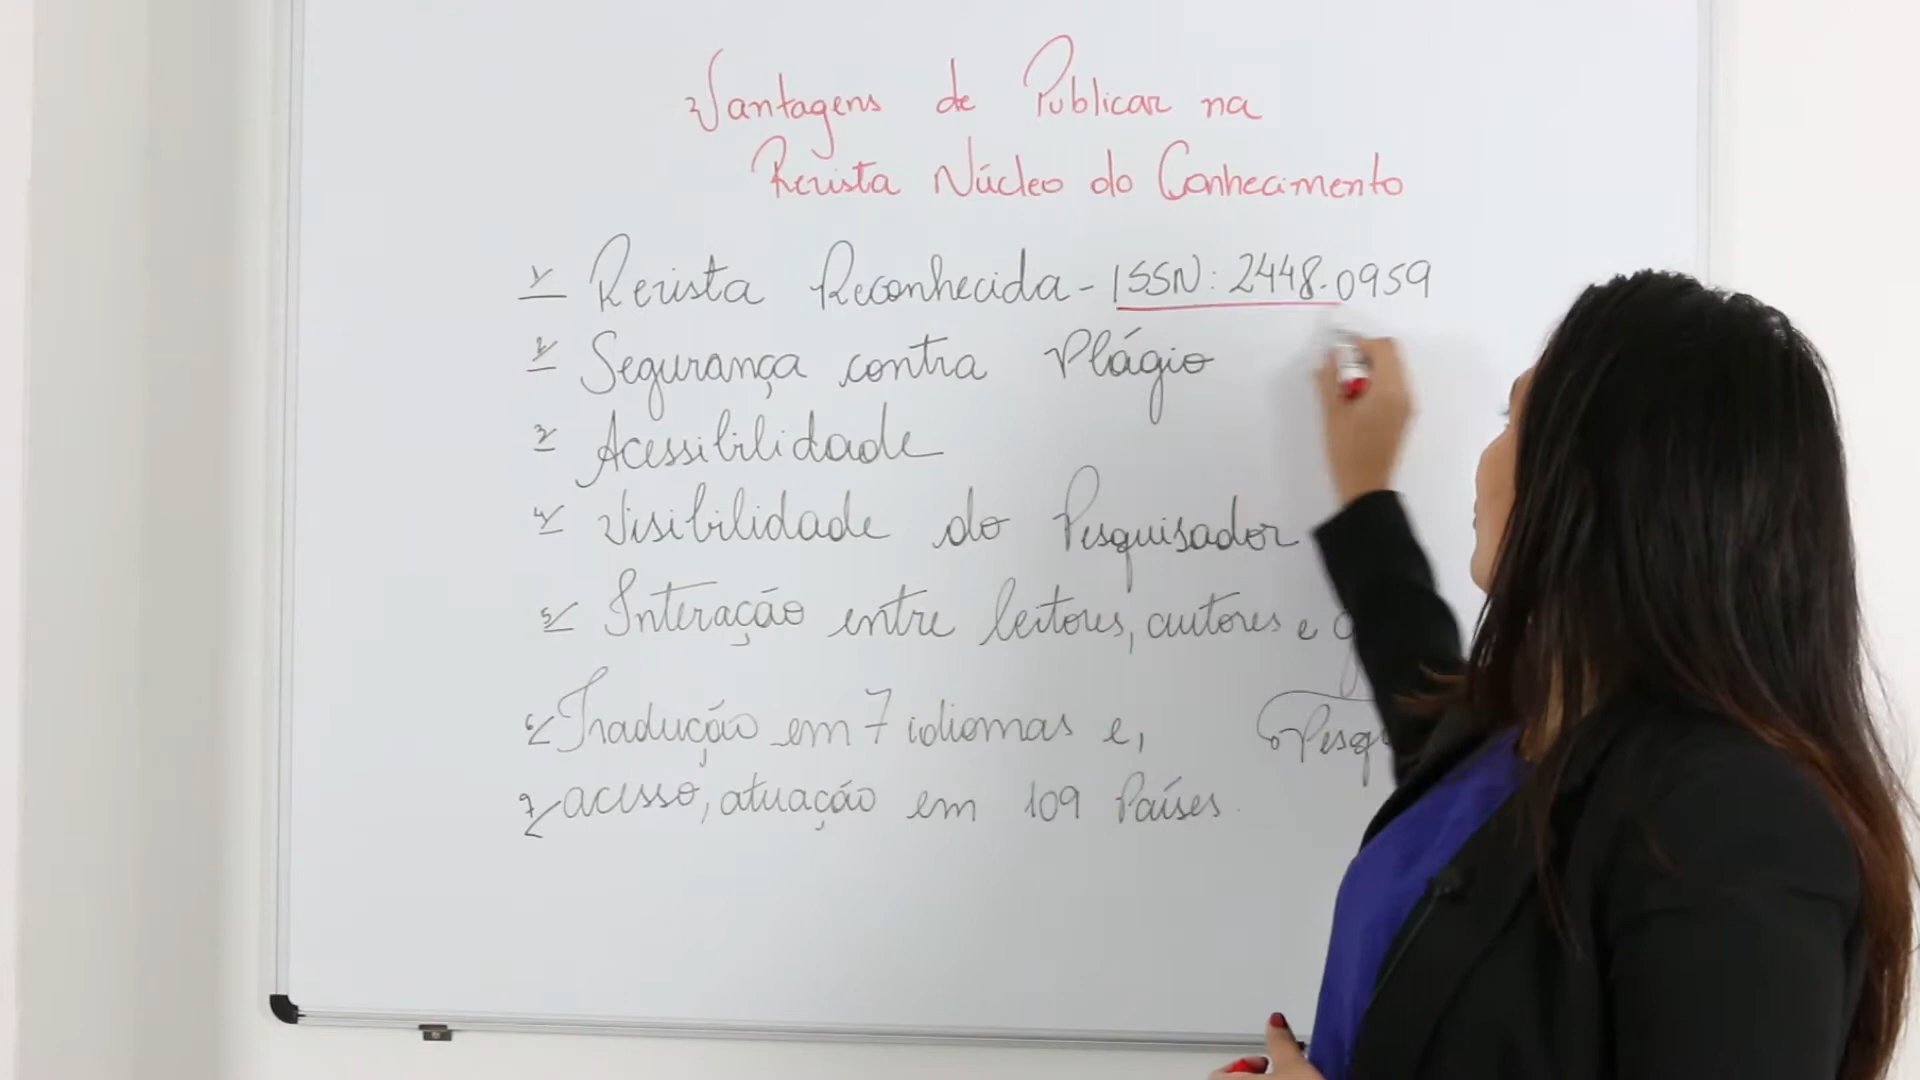 Vantagens de Publicar na
Revista Núcleo do Conhecimento
1 Revista Reconhecida - ISSN: 2448-0959
2 Segurança contra Plágio
3 Acessibilidade
4 Visibilidade do Pesquisador
5 Interação entre leitores, autores e
6 Tradução em 7 idiomas e,
7 acesso, atuação em 109 Países.